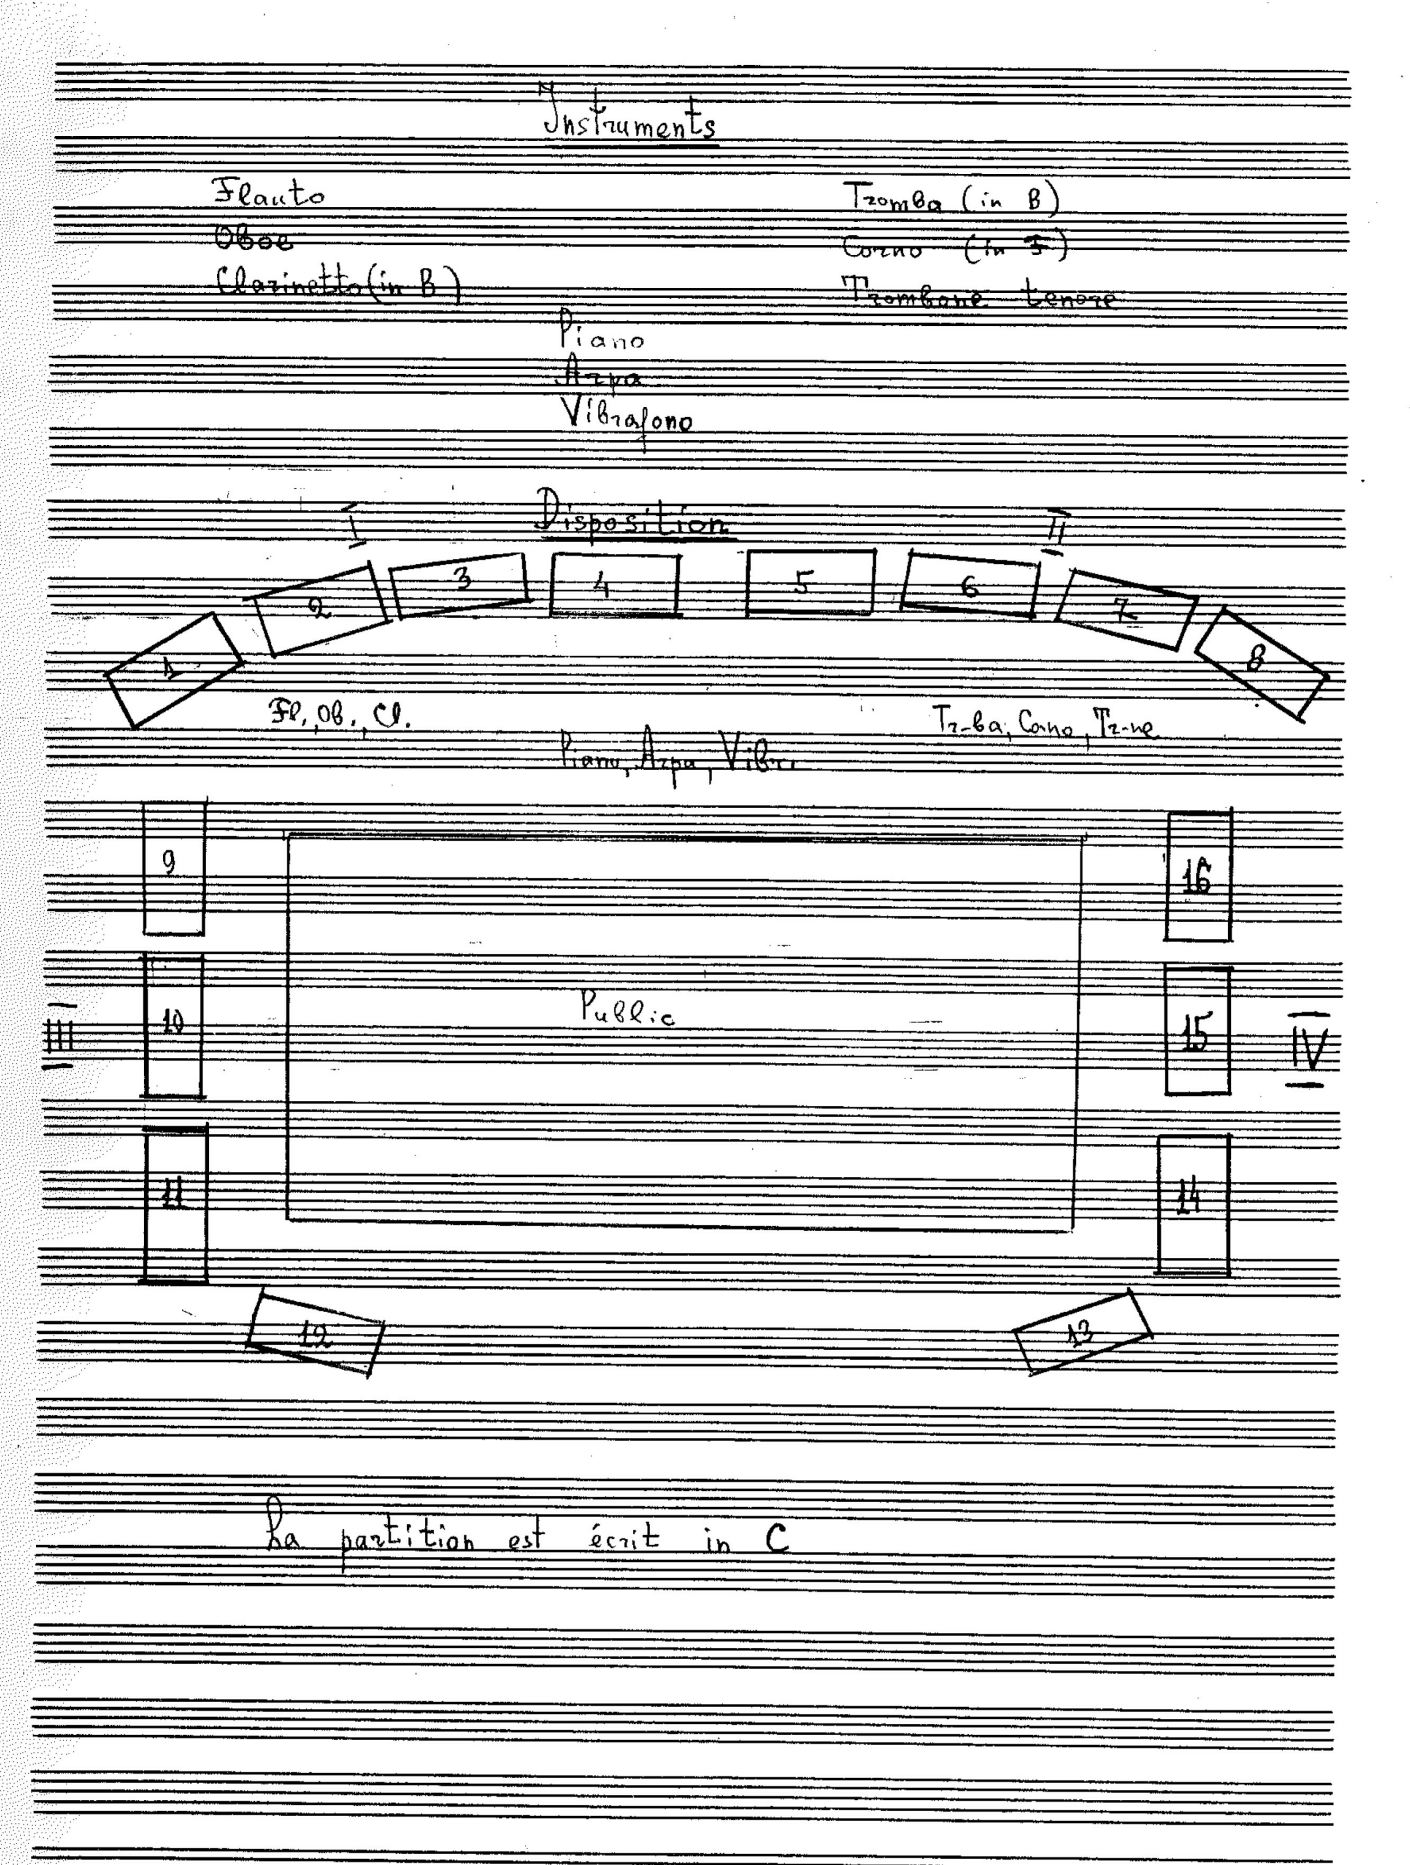 Instruments
Flauto
Oboe
Clarinetto (in B)
Tromba (in B)
Corno (in F)
Trombone tenore
Piano
Arpa
Vibrafono
Disposition
I
II
1
2
3
4
5
6
7
8
Fl., Ob., Cl.
Tr-ba, Corno, Tr-ne
Piano, Arpa, Vibr.
9
16
Public
III
10
15
IV
11
14
12
13
La partition est écrit in C